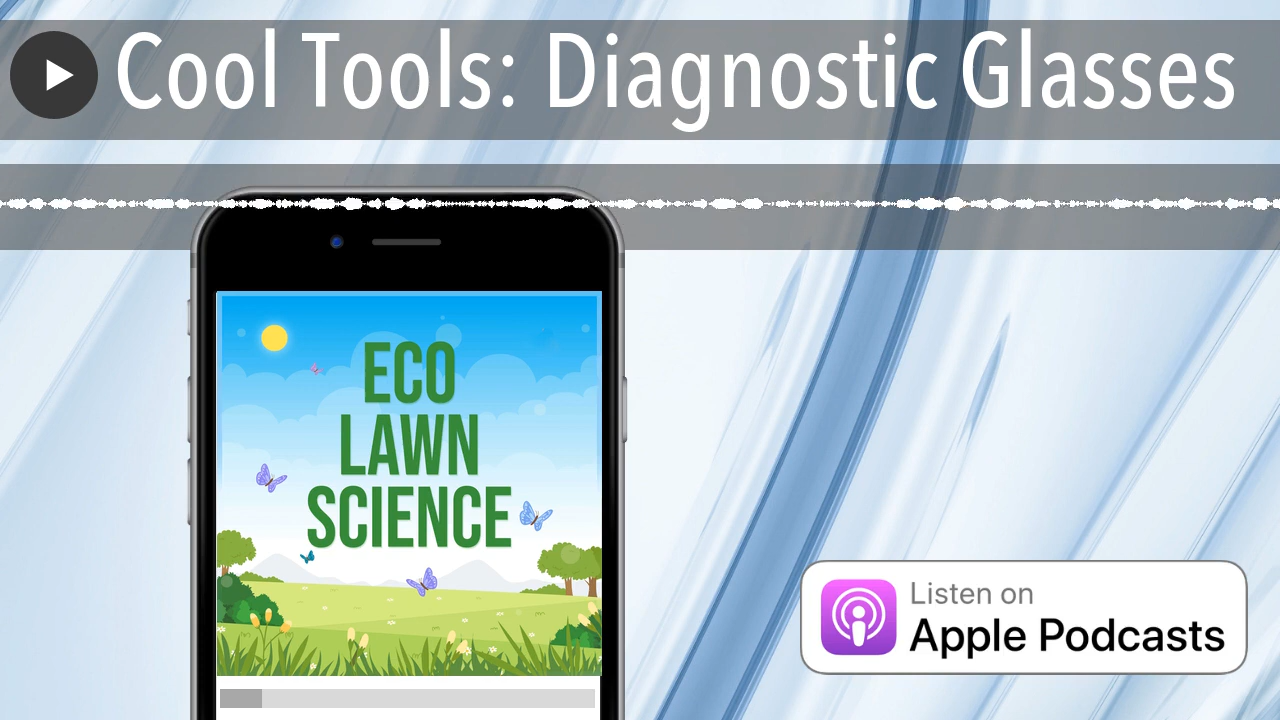 Cool Tools: Diagnostic Glasses
ECO
LAWN
SCIENCE
Listen on
Apple Podcasts